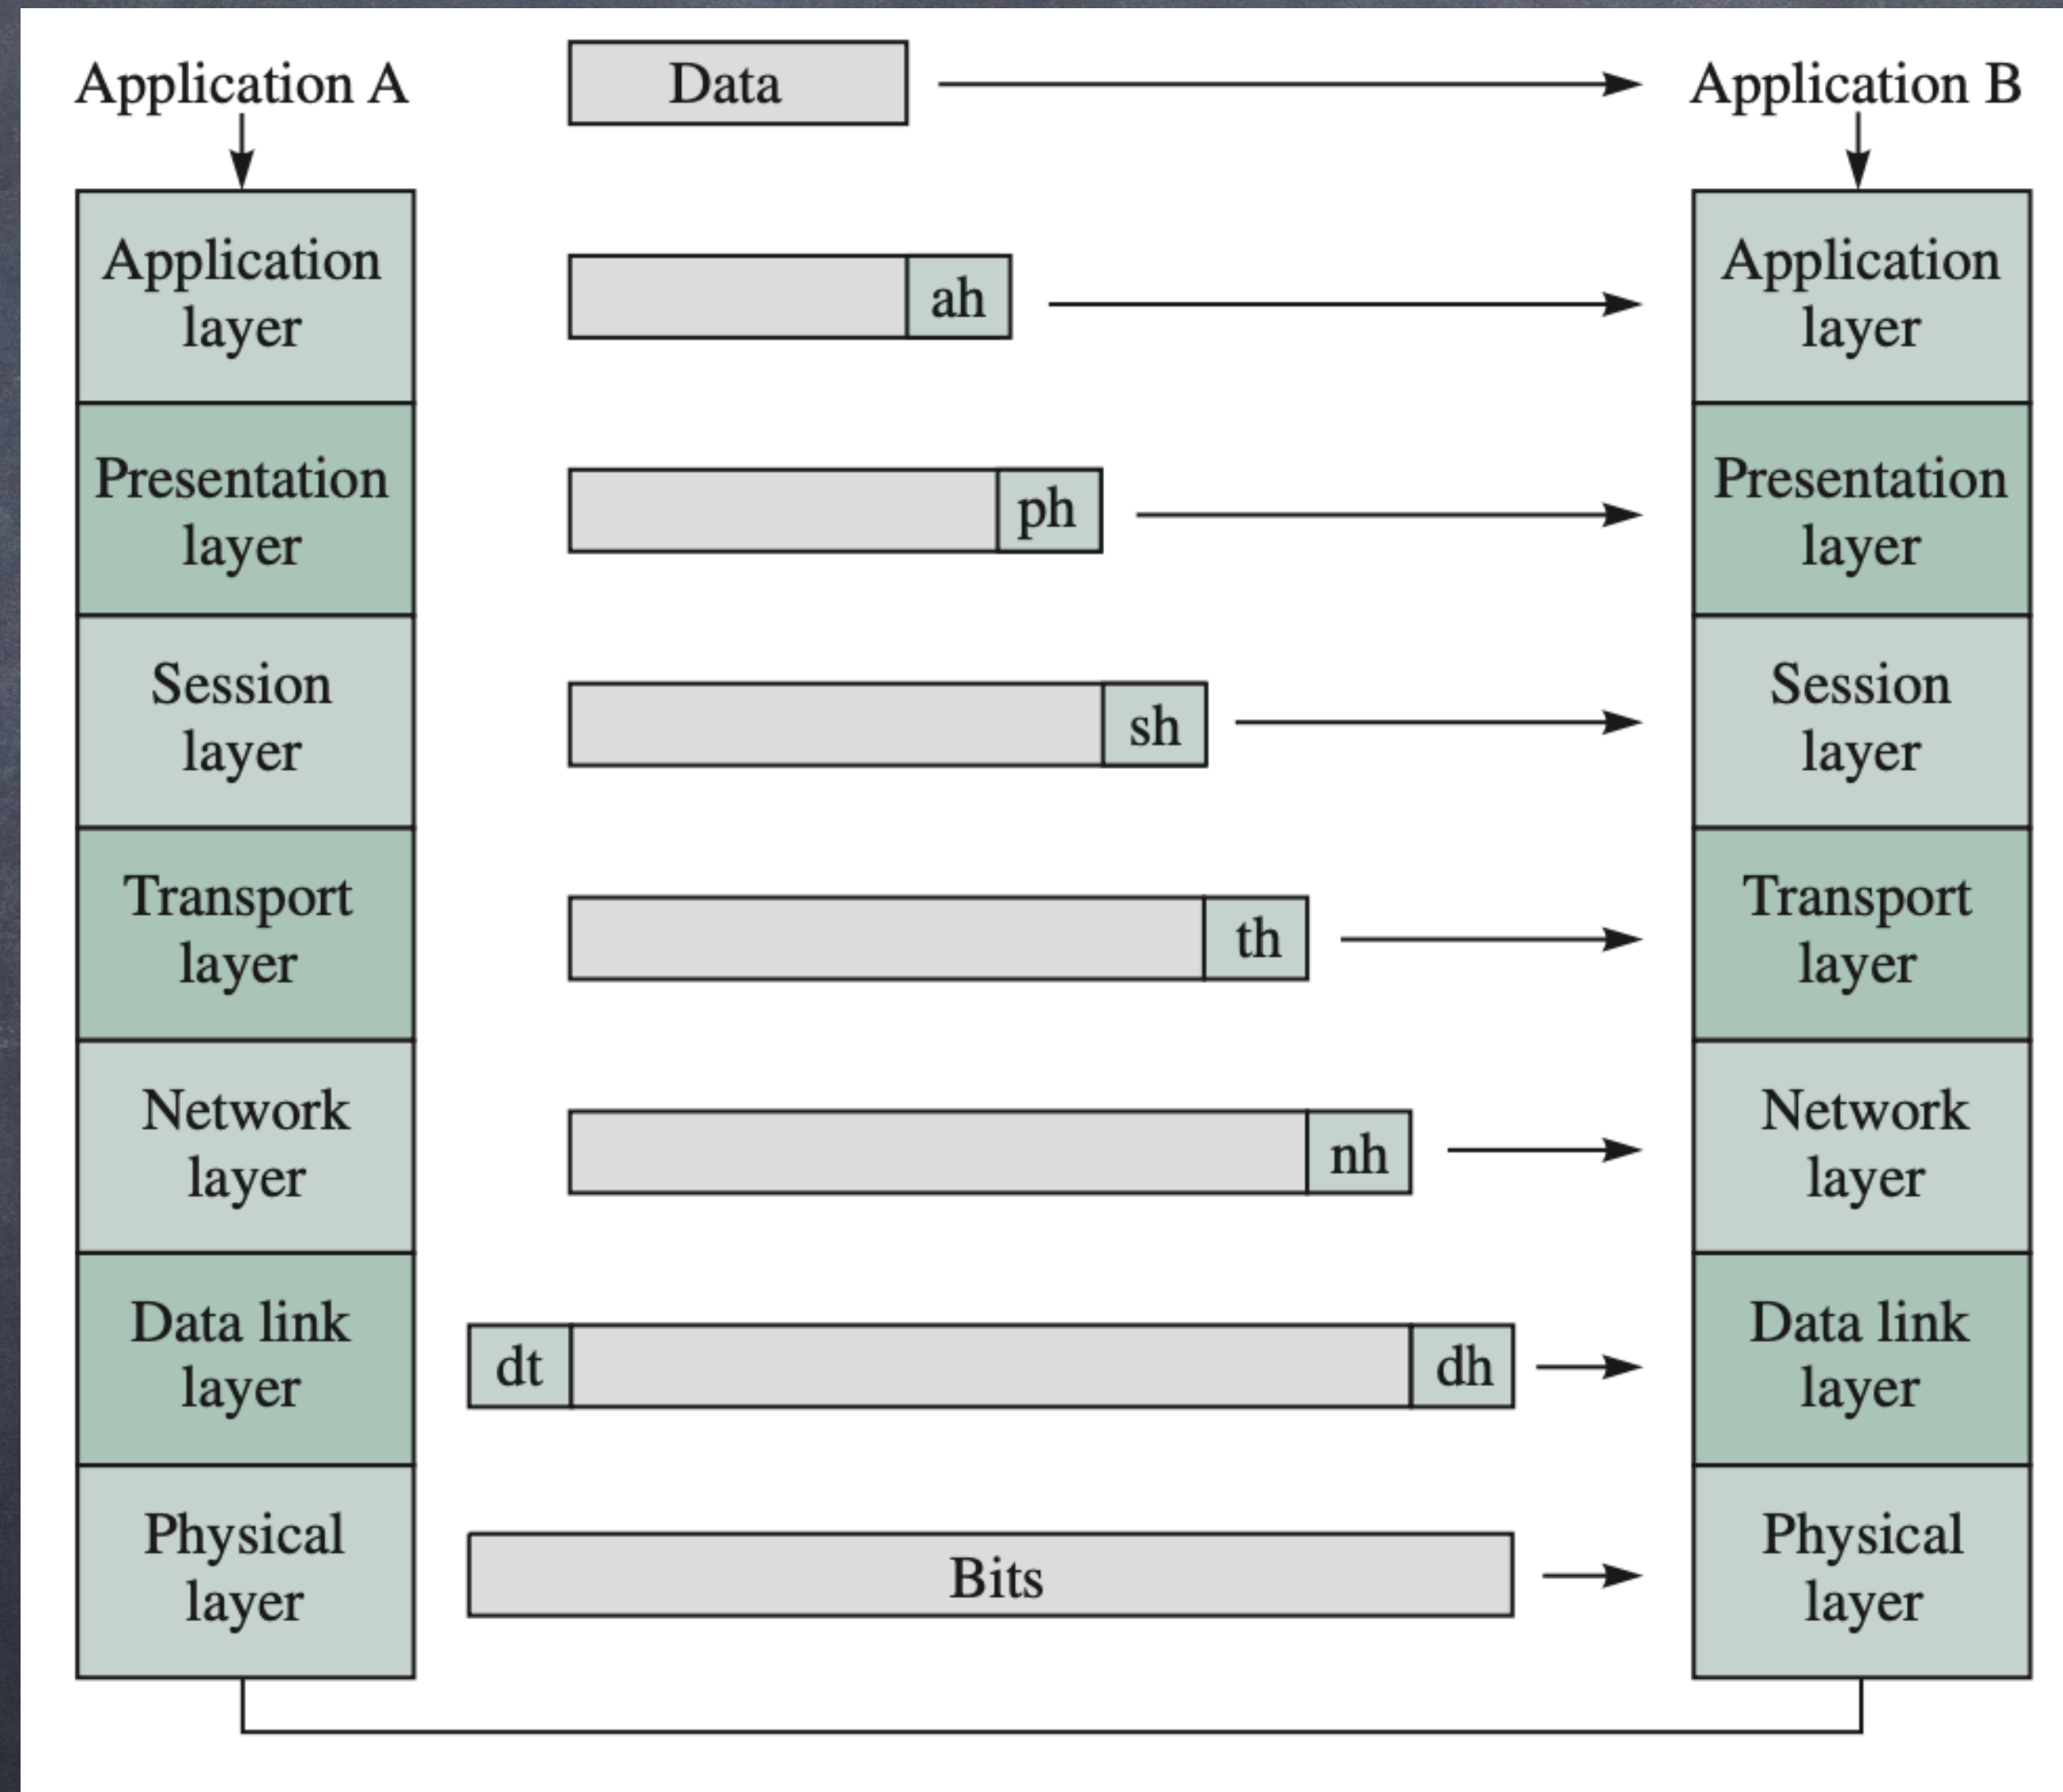 Application A
Data
Application B
Application
layer
ah
Application
layer
Presentation
layer
ph
Presentation
layer
Session
layer
sh
Session
layer
Transport
layer
th
Transport
layer
Network
layer
nh
Network
layer
Data link
layer
dt
dh
Data link
layer
Physical
layer
Bits
Physical
layer